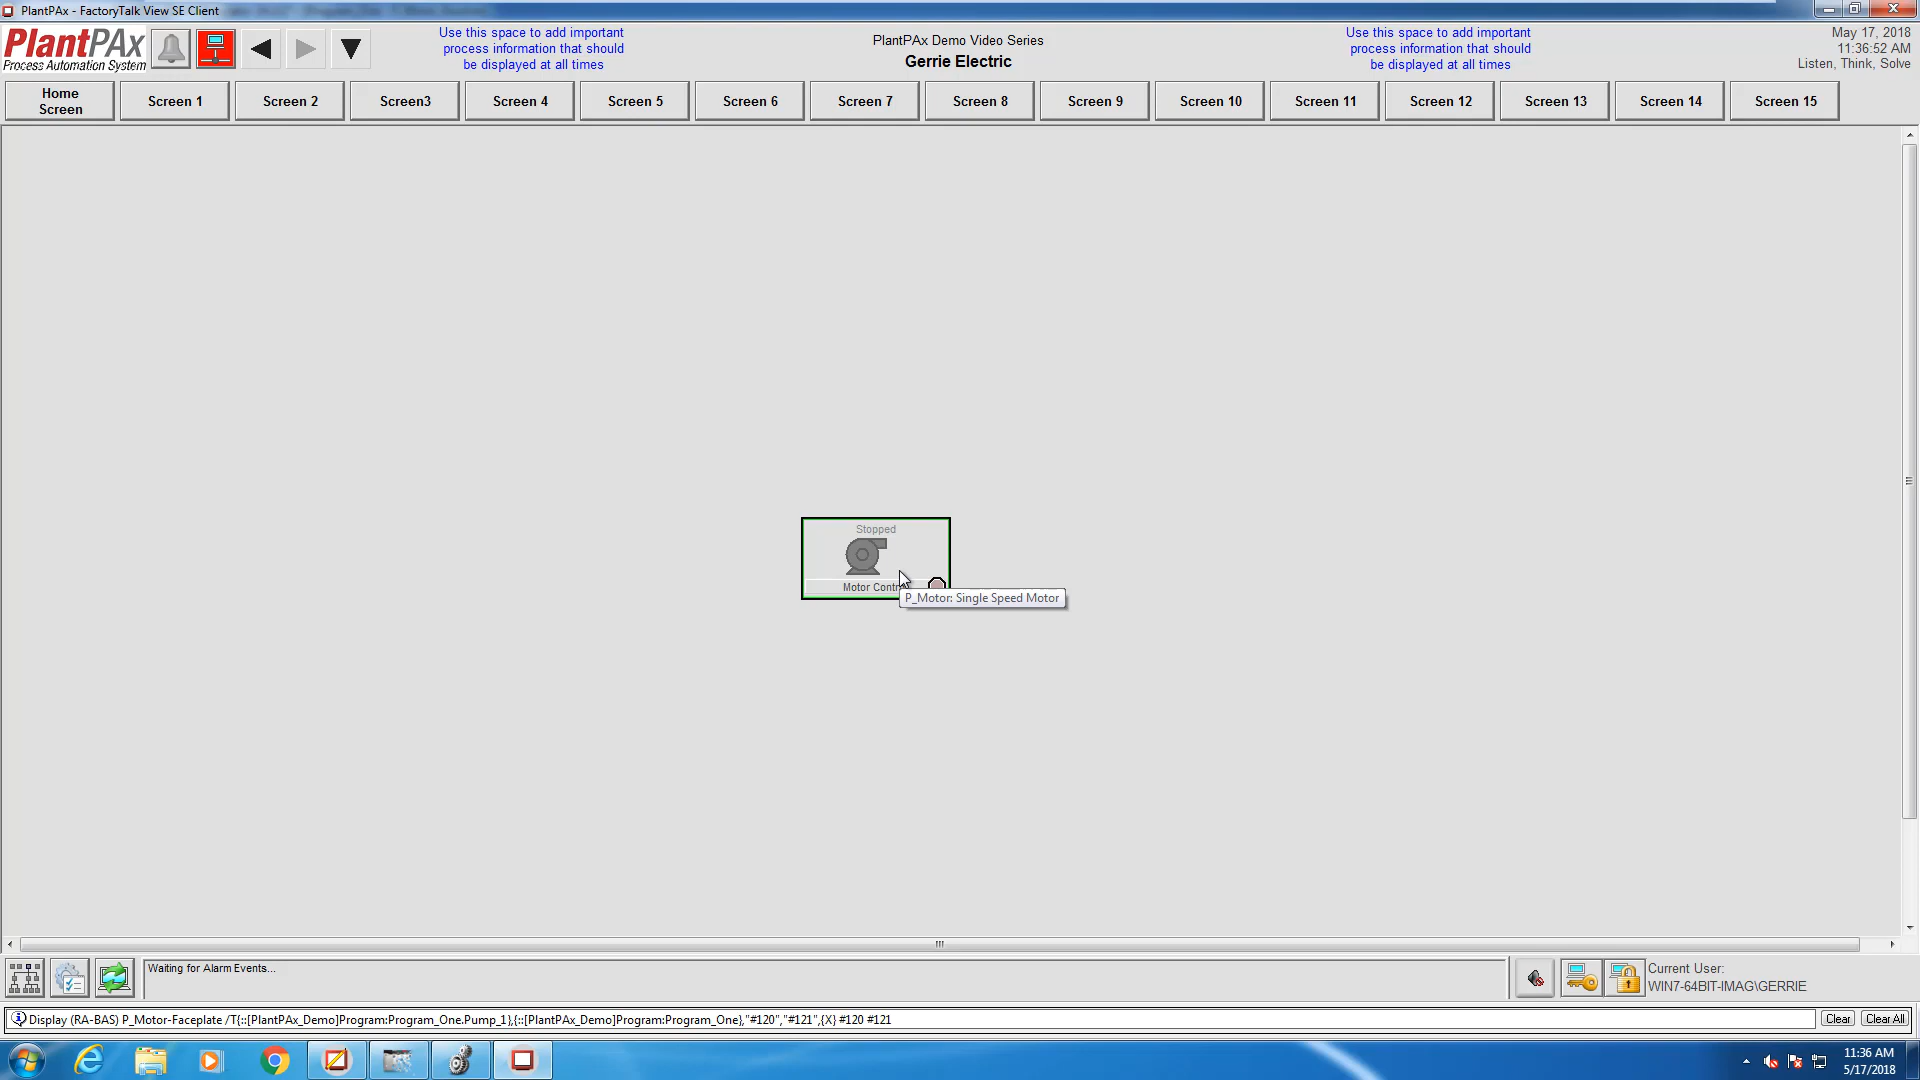 PlantPAx - FactoryTalk View SE Client
PlantPAx
Process Automation System
Use this space to add important
process information that should
be displayed at all times
PlantPAx Demo Video Series
Gerrie Electric
Use this space to add important
process information that should
be displayed at all times
May 17, 2018
11:36:52 AM
Listen, Think, Solve
Home
Screen
Screen 1
Screen 2
Screen3
Screen 4
Screen 5
Screen 6
Screen 7
Screen 8
Screen 9
Screen 10
Screen 11
Screen 12
Screen 13
Screen 14
Screen 15
Stopped
Motor Contr
P_Motor: Single Speed Motor
Waiting for Alarm Events...
Current User:
WIN7-64BIT-IMAG\GERRIE
Display (RA-BAS) P_Motor-Faceplate /T{::[PlantPAx_Demo]Program:Program_One.Pump_1},{::[PlantPAx_Demo]Program:Program_One},"#120","#121",{X} #120 #121
Clear
Clear All
11:36 AM
5/17/2018